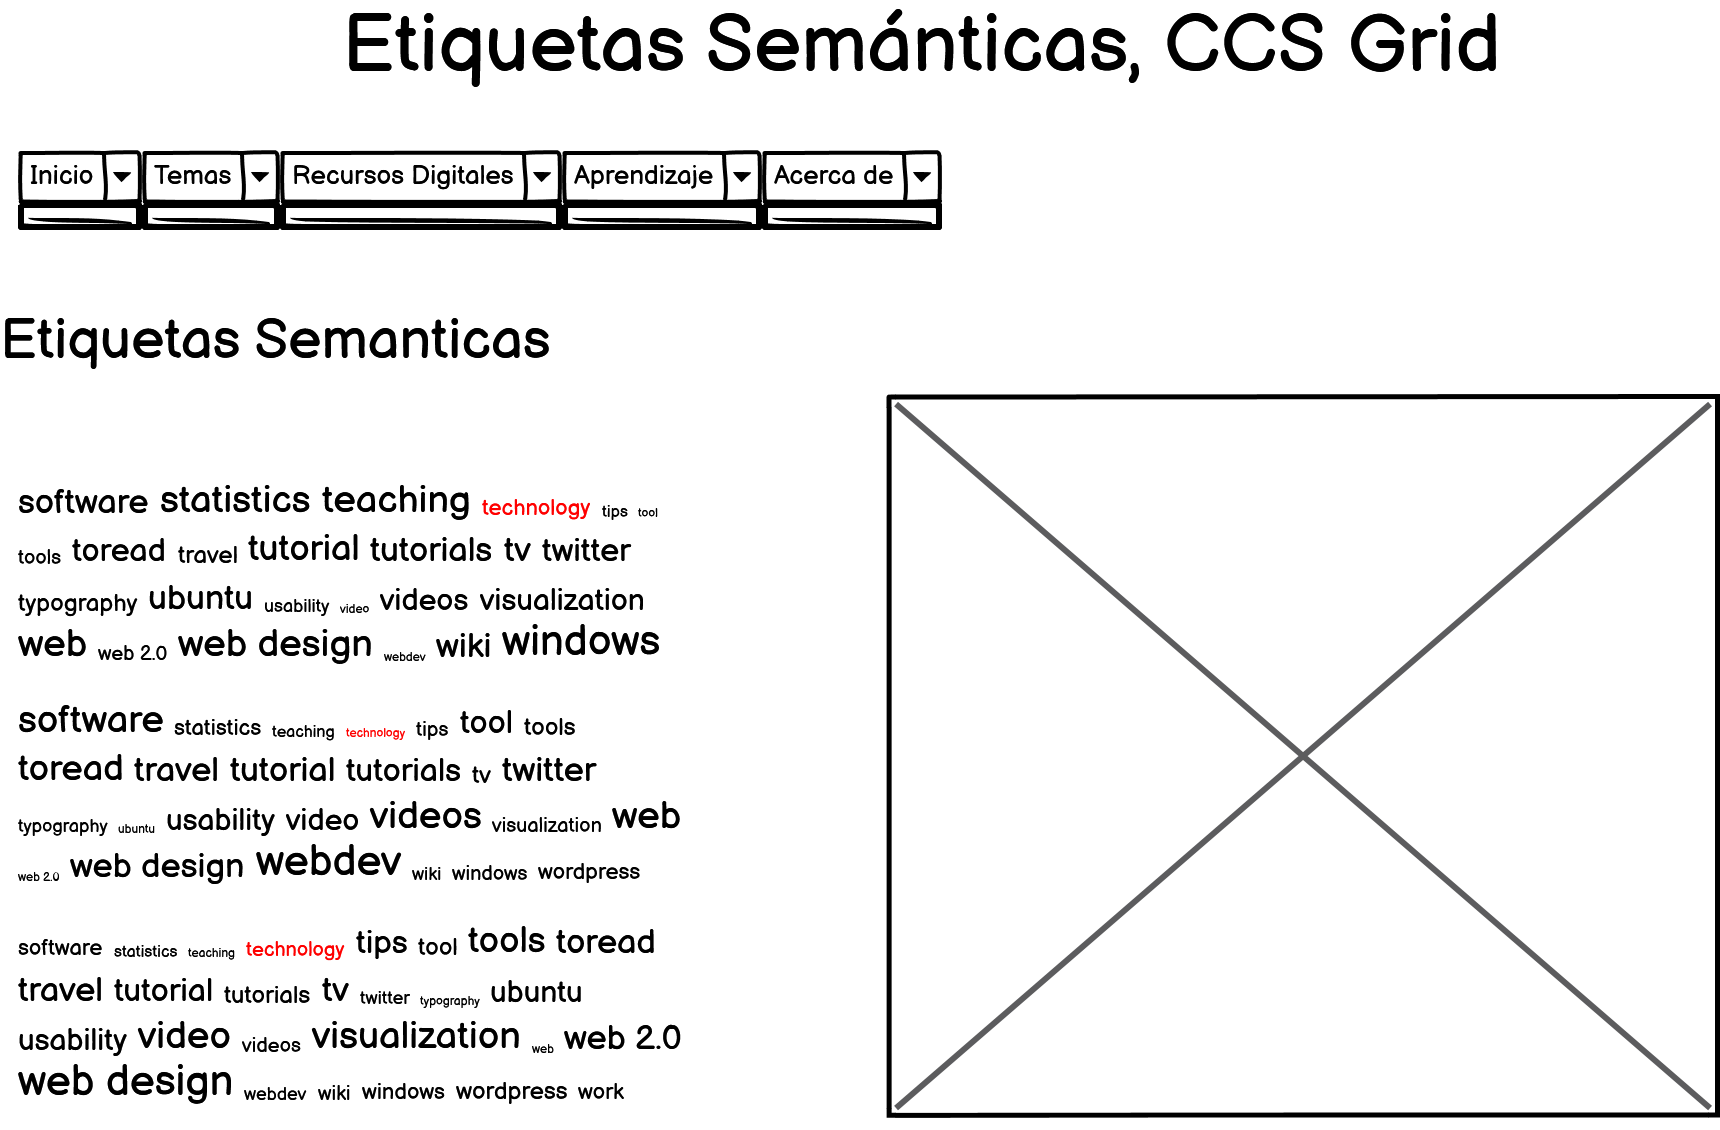 Etiquetas Semánticas, CCS Grid
Inicio Temas Recursos Digitales Aprendizaje Acerca de
Etiquetas Semanticas
software statistics teaching technology tips tool
tools toread travel tutorial tutorials tv twitter
typography ubuntu usability video videos visualization
web web 2.0 web design webdev wiki windows
software statistics teaching technology tips tool tools
toread travel tutorial tutorials tv twitter
typography ubuntu usability video videos visualization web
web 2.0 web design webdev wiki windows wordpress
software statistics teaching technology tips tool tools toread
travel tutorial tutorials tv twitter typography ubuntu
usability video videos visualization web web 2.0
web design webdev wiki windows wordpress work